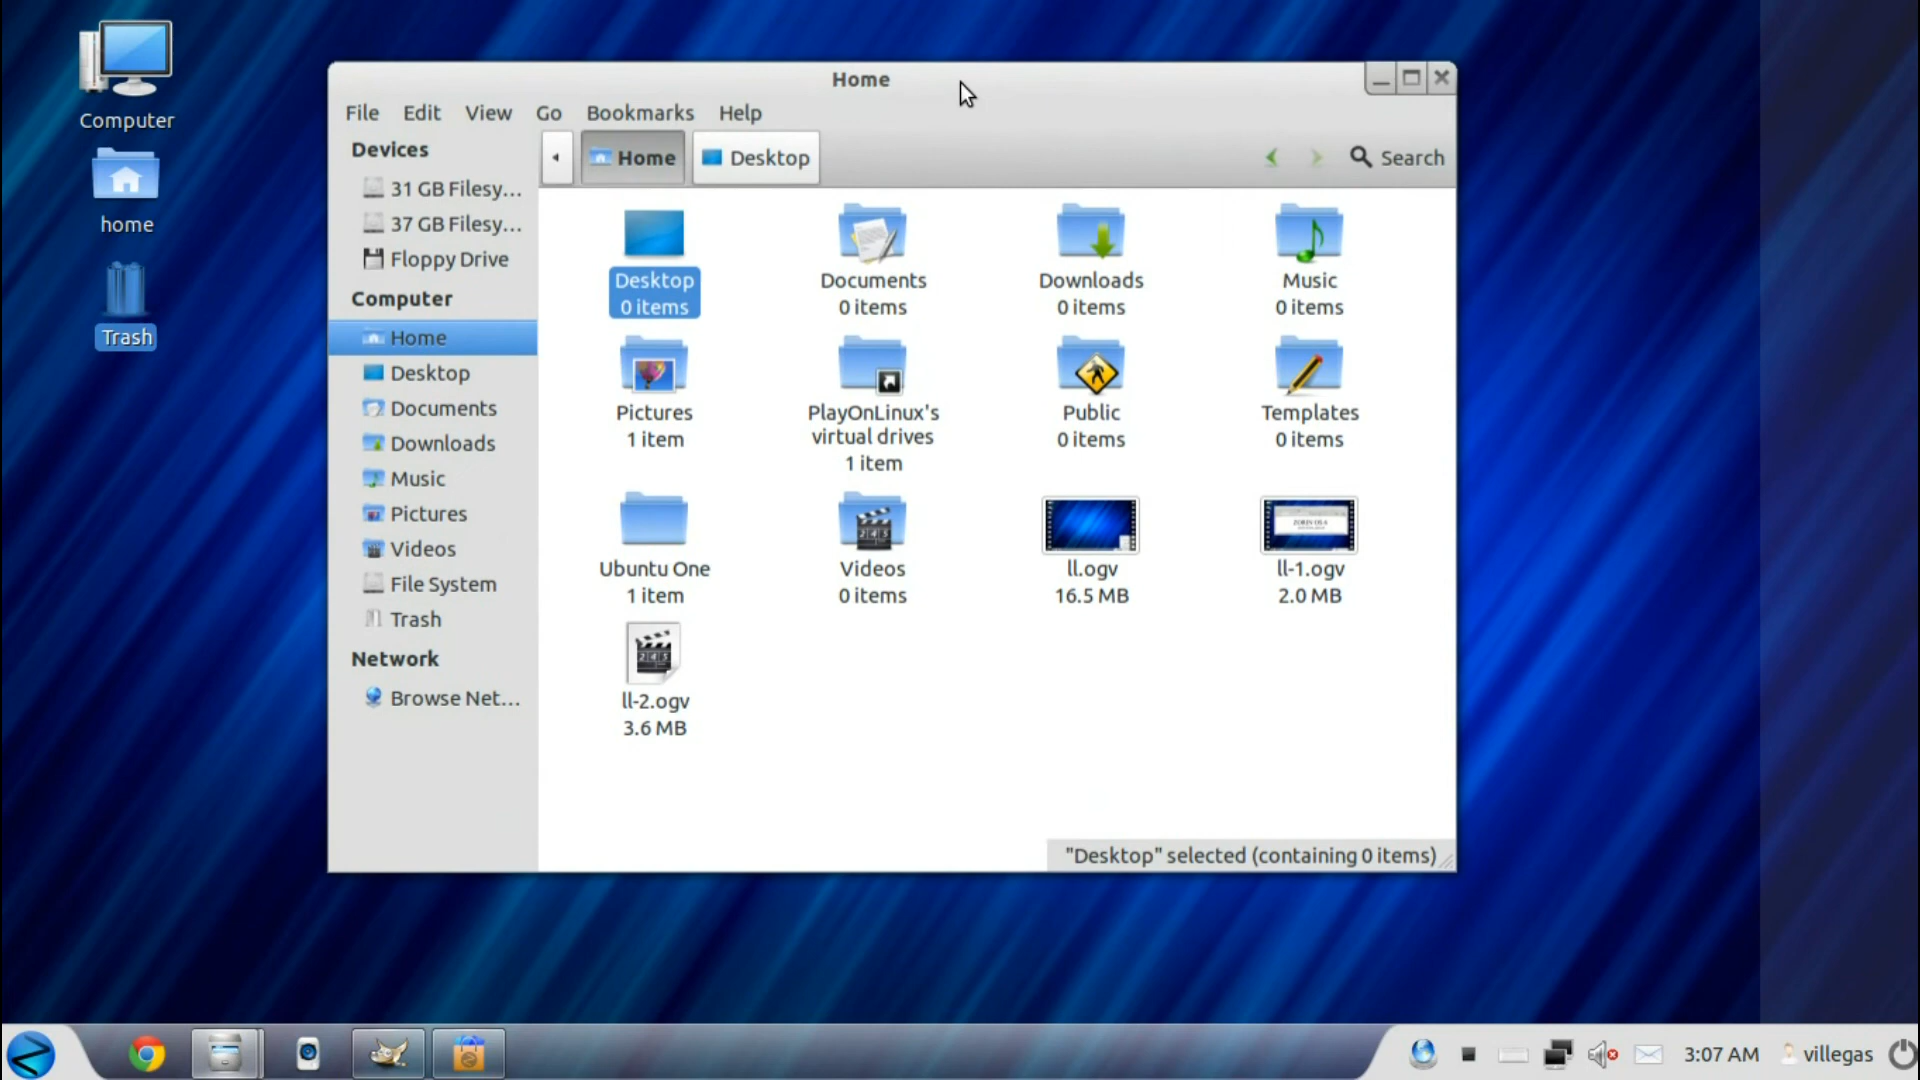 Computer
home
Trash
Home
File Edit View Go Bookmarks Help
Home Desktop Search
Devices
31 GB Filesy...
37 GB Filesy...
Floppy Drive
Computer
Home
Desktop
Documents
Downloads
Music
Pictures
Videos
File System
Trash
Network
Browse Net...
Desktop
0 items
Documents
0 items
Downloads
0 items
Music
0 items
Pictures
1 item
PlayOnLinux's
virtual drives
1 item
Public
0 items
Templates
0 items
Ubuntu One
1 item
Videos
0 items
ll.ogv
16.5 MB
ll-1.ogv
2.0 MB
ll-2.ogv
3.6 MB
"Desktop" selected (containing 0 items)
3:07 AM villegas